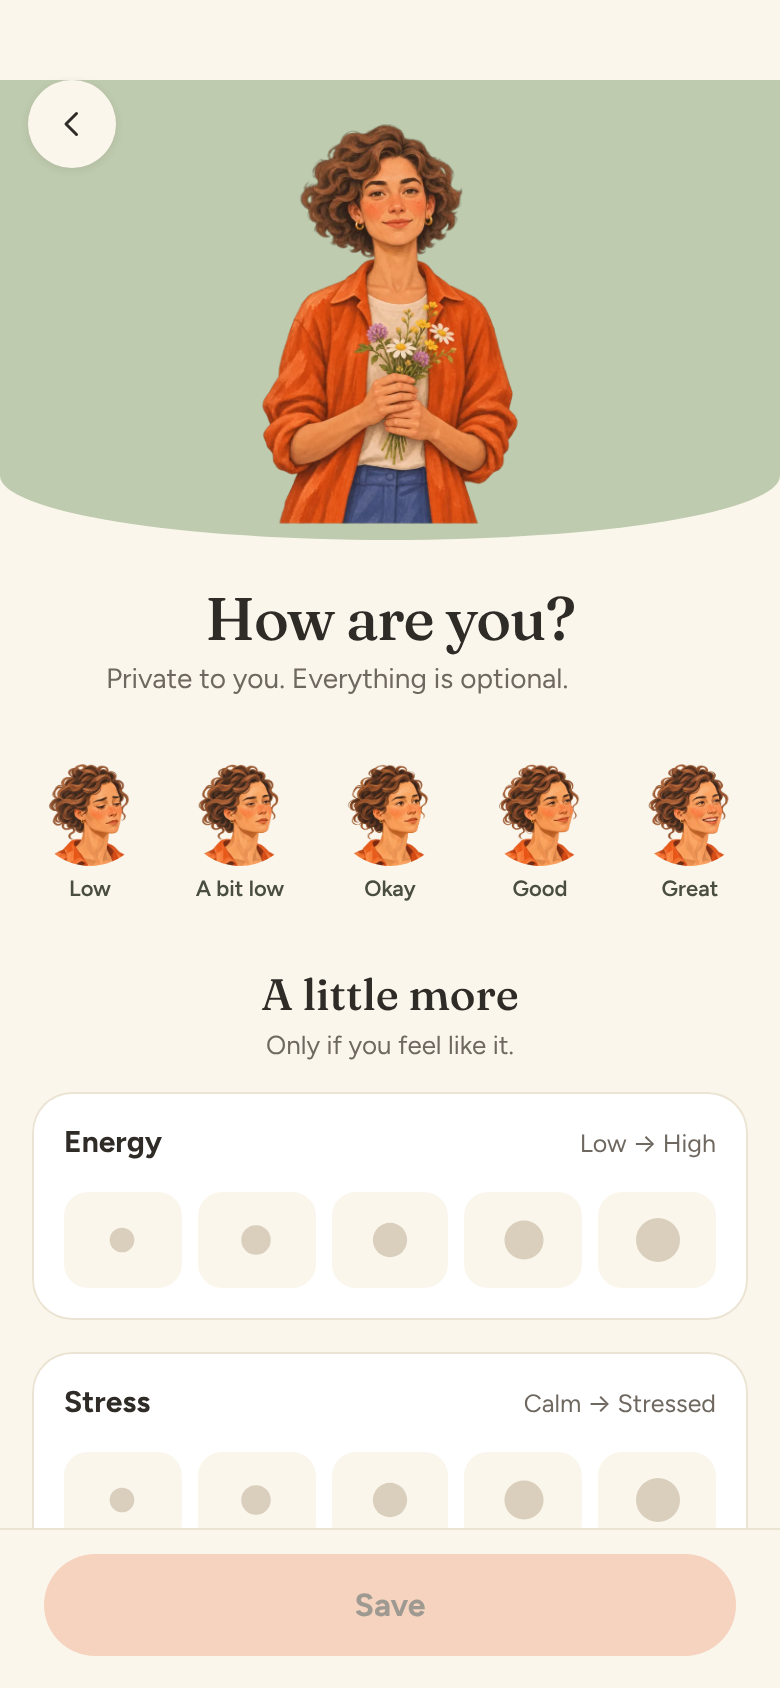 How are you?
Private to you. Everything is optional.
Low
A bit low
Okay
Good
Great
A little more
Only if you feel like it.
Energy
Low → High
Stress
Calm → Stressed
Save